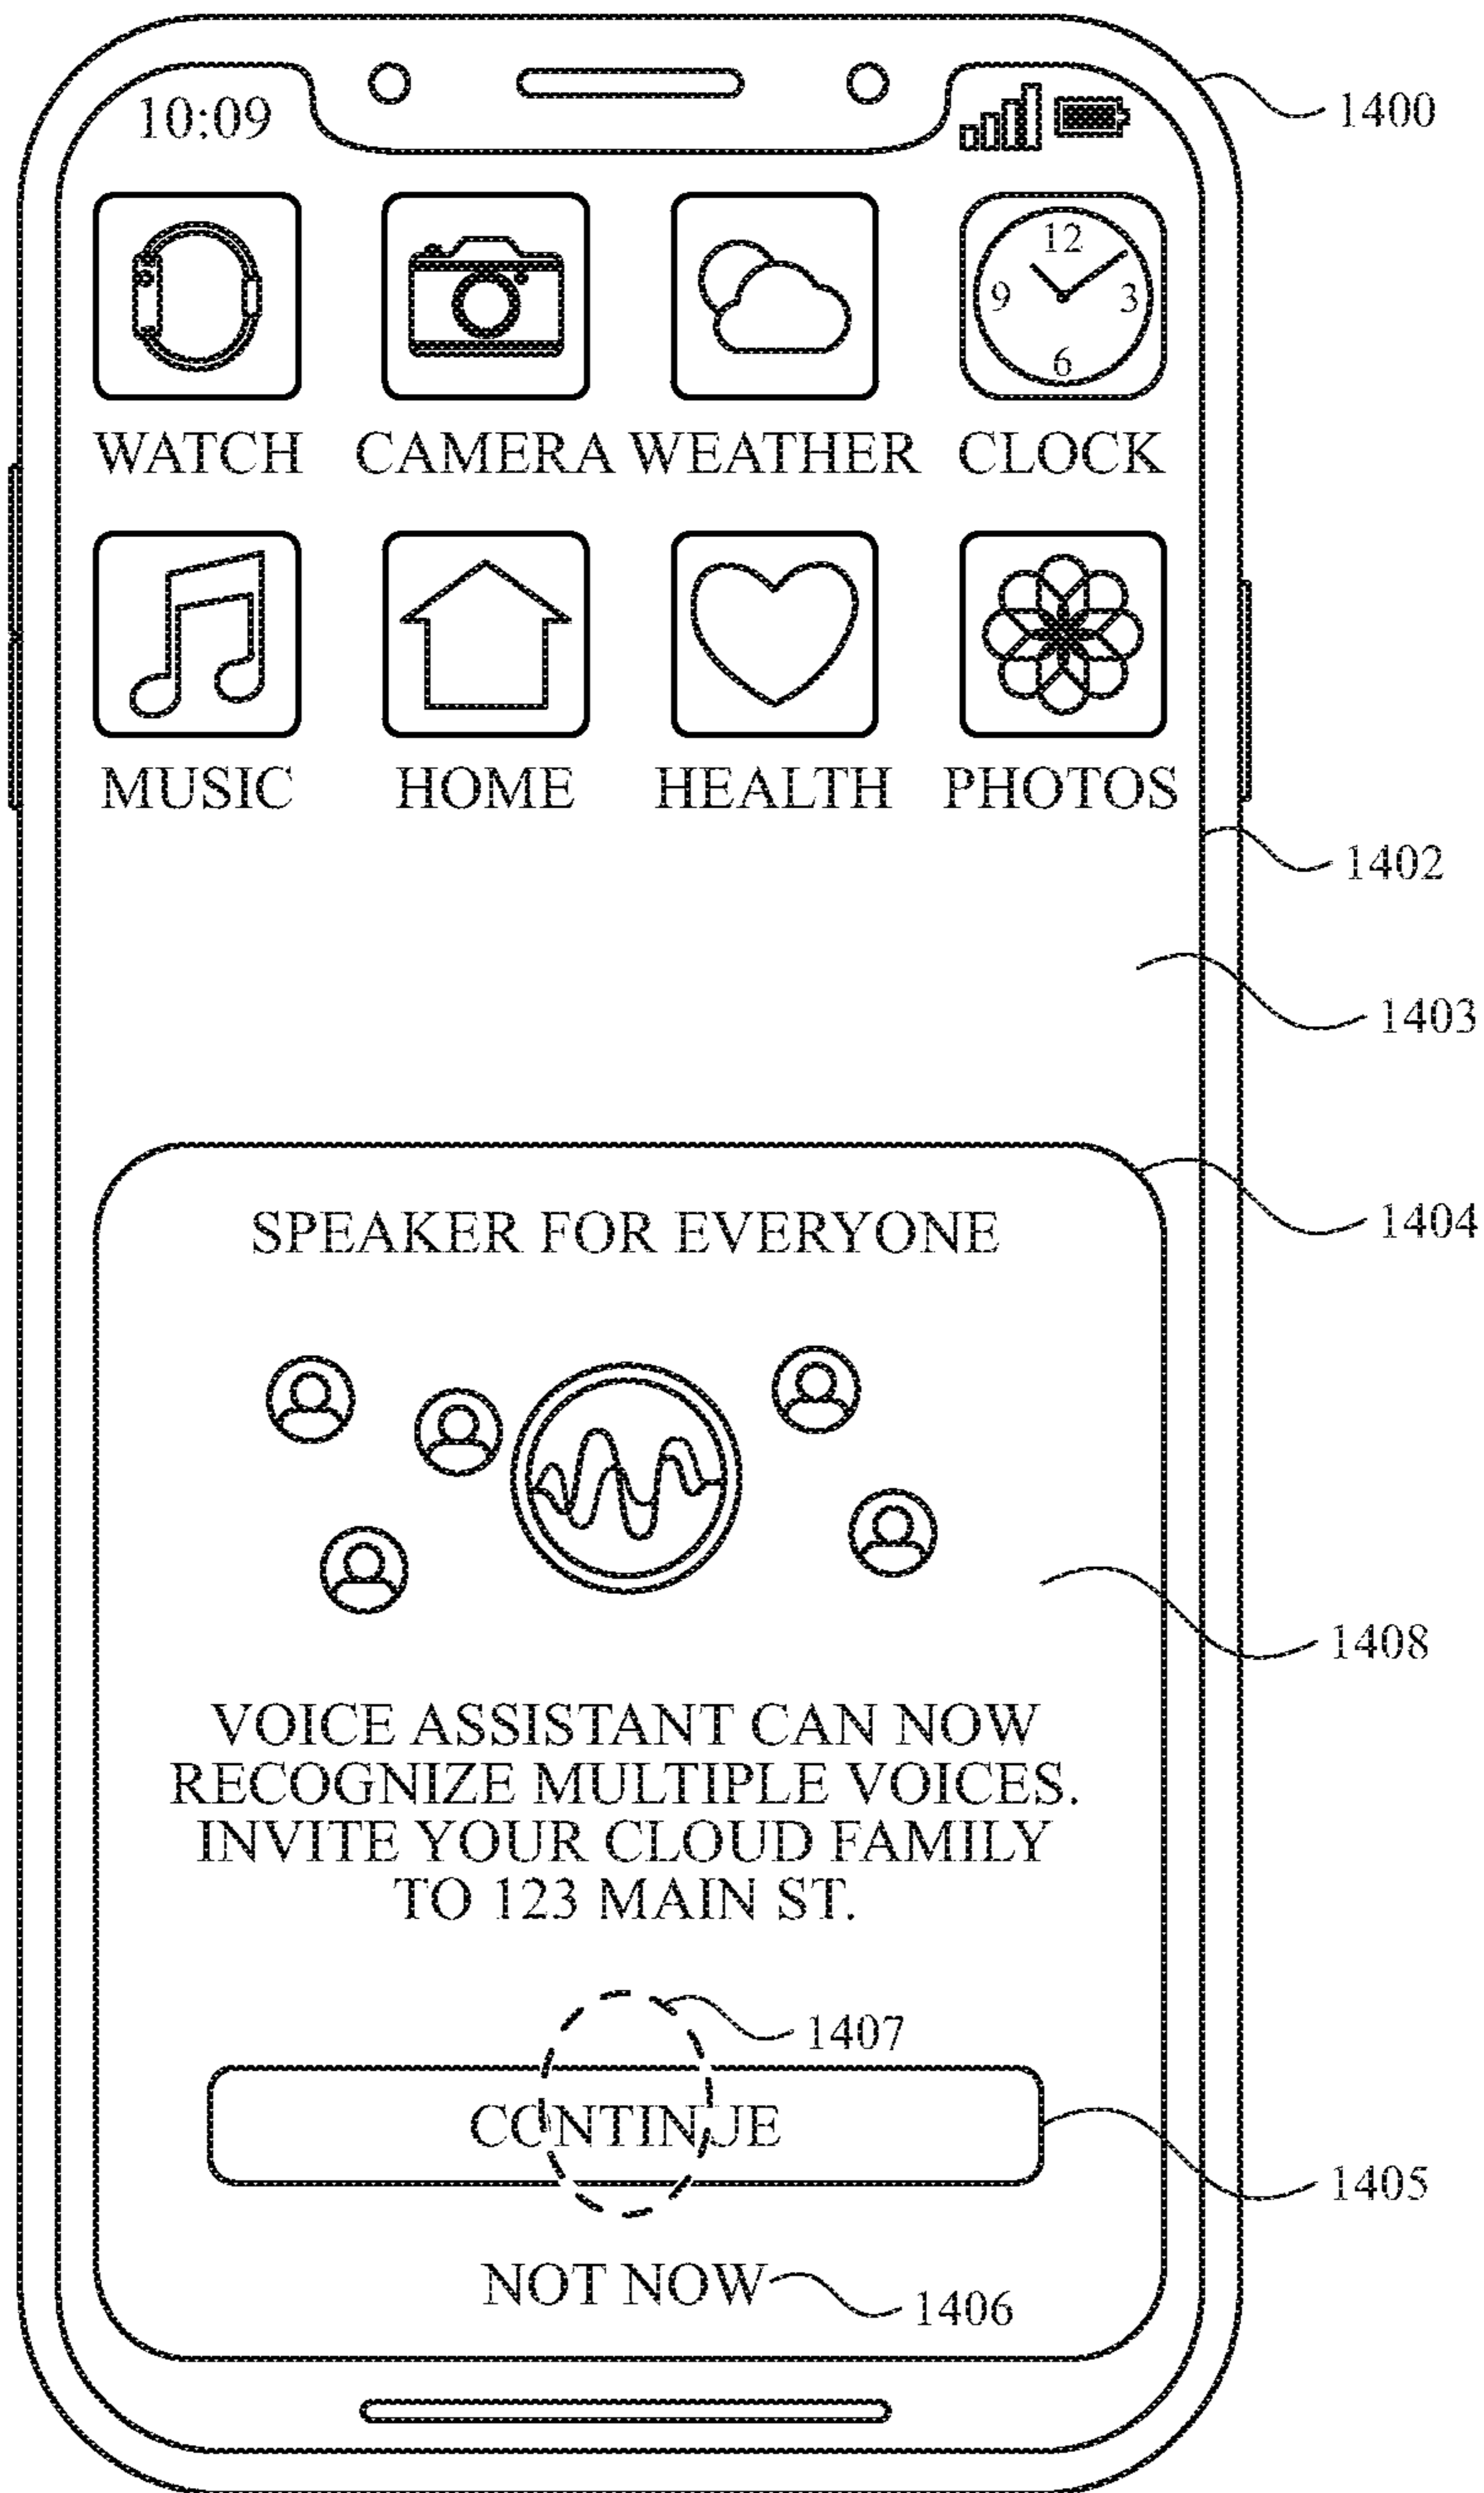 10:09
1400
12
9
3
6
WATCH CAMERA WEATHER CLOCK
MUSIC HOME HEALTH PHOTOS
1402
1403
1404
SPEAKER FOR EVERYONE
1408
VOICE ASSISTANT CAN NOW
RECOGNIZE MULTIPLE VOICES.
INVITE YOUR CLOUD FAMILY
TO 123 MAIN ST.
1407
CONTINUE
1405
NOT NOW
1406